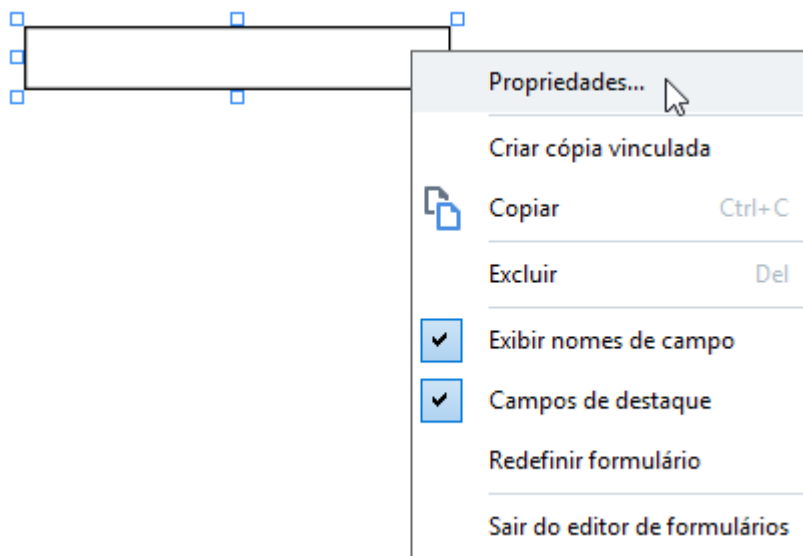 Propriedades...
Criar cópia vinculada
Copiar Ctrl+C
Excluir Del
Exibir nomes de campo
Campos de destaque
Redefinir formulário
Sair do editor de formulários